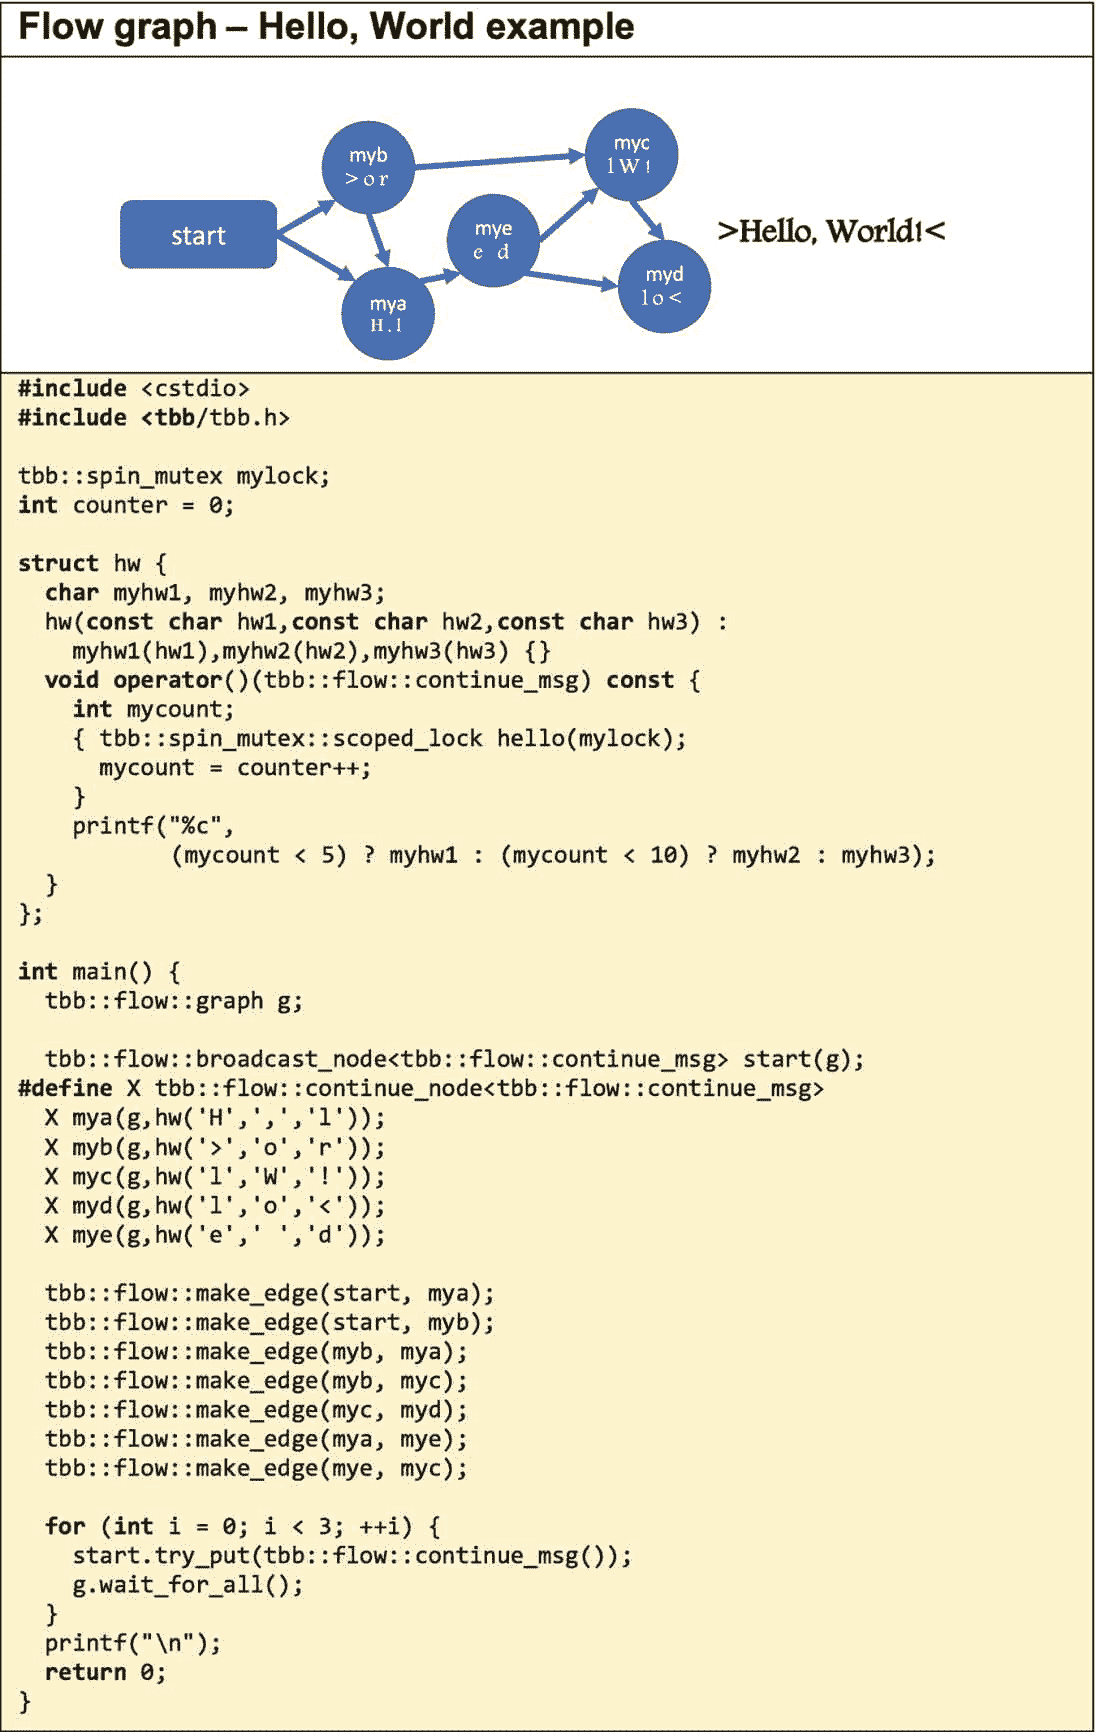 Flow graph – Hello, World example
myb
> o r
myc
l W !
start
mye
e d
>Hello, World!<
myd
l o <
mya
H . l
#include <cstdio>
#include <tbb/tbb.h>
tbb::spin_mutex mylock;
int counter = 0;
struct hw {
char myhw1, myhw2, myhw3;
hw(const char hw1,const char hw2,const char hw3) :
myhw1(hw1),myhw2(hw2),myhw3(hw3) {}
void operator()(tbb::flow::continue_msg) const {
int mycount;
{ tbb::spin_mutex::scoped_lock hello(mylock);
mycount = counter++;
}
printf("%c",
(mycount < 5) ? myhw1 : (mycount < 10) ? myhw2 : myhw3);
}
};
int main() {
tbb::flow::graph g;
tbb::flow::broadcast_node<tbb::flow::continue_msg> start(g);
#define X tbb::flow::continue_node<tbb::flow::continue_msg>
X mya(g,hw('H',',','l'));
X myb(g,hw('>','o','r'));
X myc(g,hw('l','W','!'));
X myd(g,hw('l','o','<'));
X mye(g,hw('e',' ','d'));
tbb::flow::make_edge(start, mya);
tbb::flow::make_edge(start, myb);
tbb::flow::make_edge(myb, mya);
tbb::flow::make_edge(myb, myc);
tbb::flow::make_edge(myc, myd);
tbb::flow::make_edge(mya, mye);
tbb::flow::make_edge(mye, myc);
for (int i = 0; i < 3; ++i) {
start.try_put(tbb::flow::continue_msg());
g.wait_for_all();
}
printf("\n");
return 0;
}